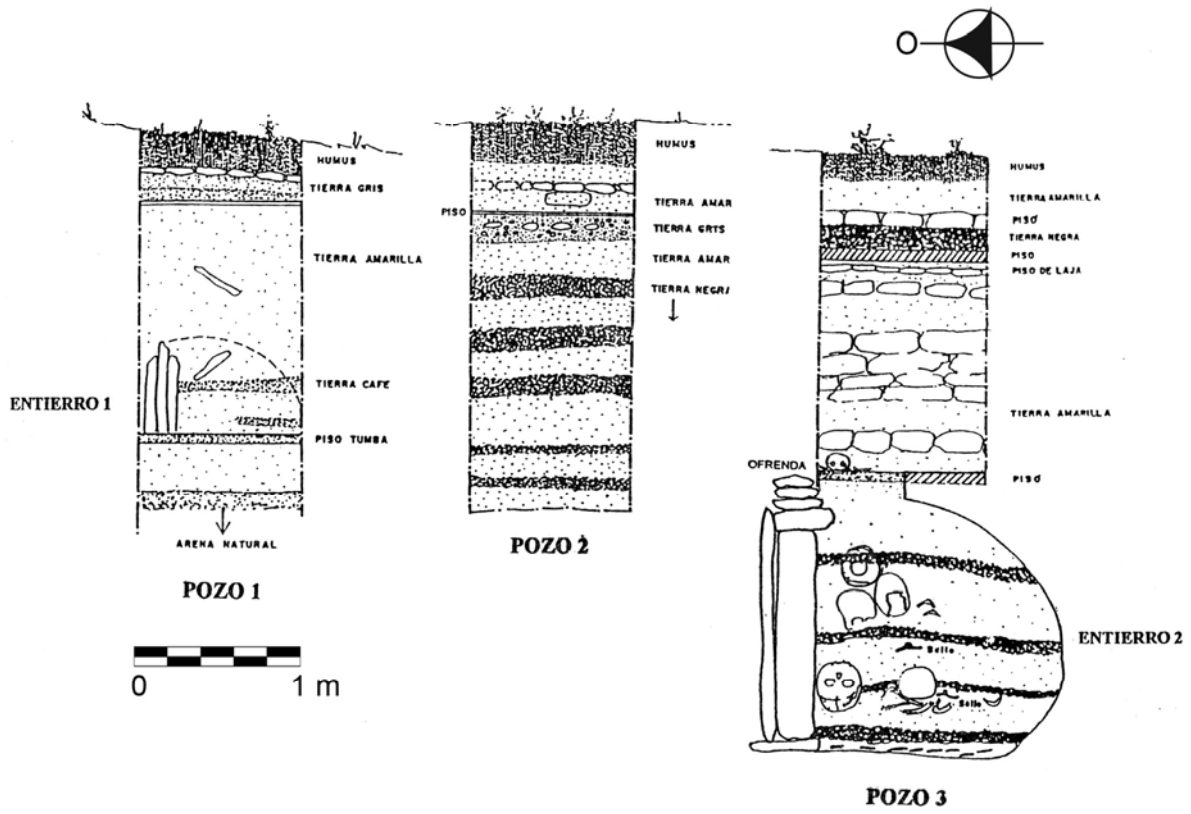 O
HUMUS
TIERRA GRIS
TIERRA AMARILLA
TIERRA CAFE
ENTIERRO 1
PISO TUMBA
ARENA NATURAL
POZO 1
0 1 m
HUMUS
TIERRA AMAR
PISO
TIERRA GRTS
TIERRA AMAR
TIERRA NEGRA
POZO 2
HUMUS
TIERRA AMARILLA
PISO
TIERRA NEGRA
PISO
PISO DE LAJA
TIERRA AMARILLA
OFRENDA
PISO
ENTIERRO 2
Sello
Sello
POZO 3